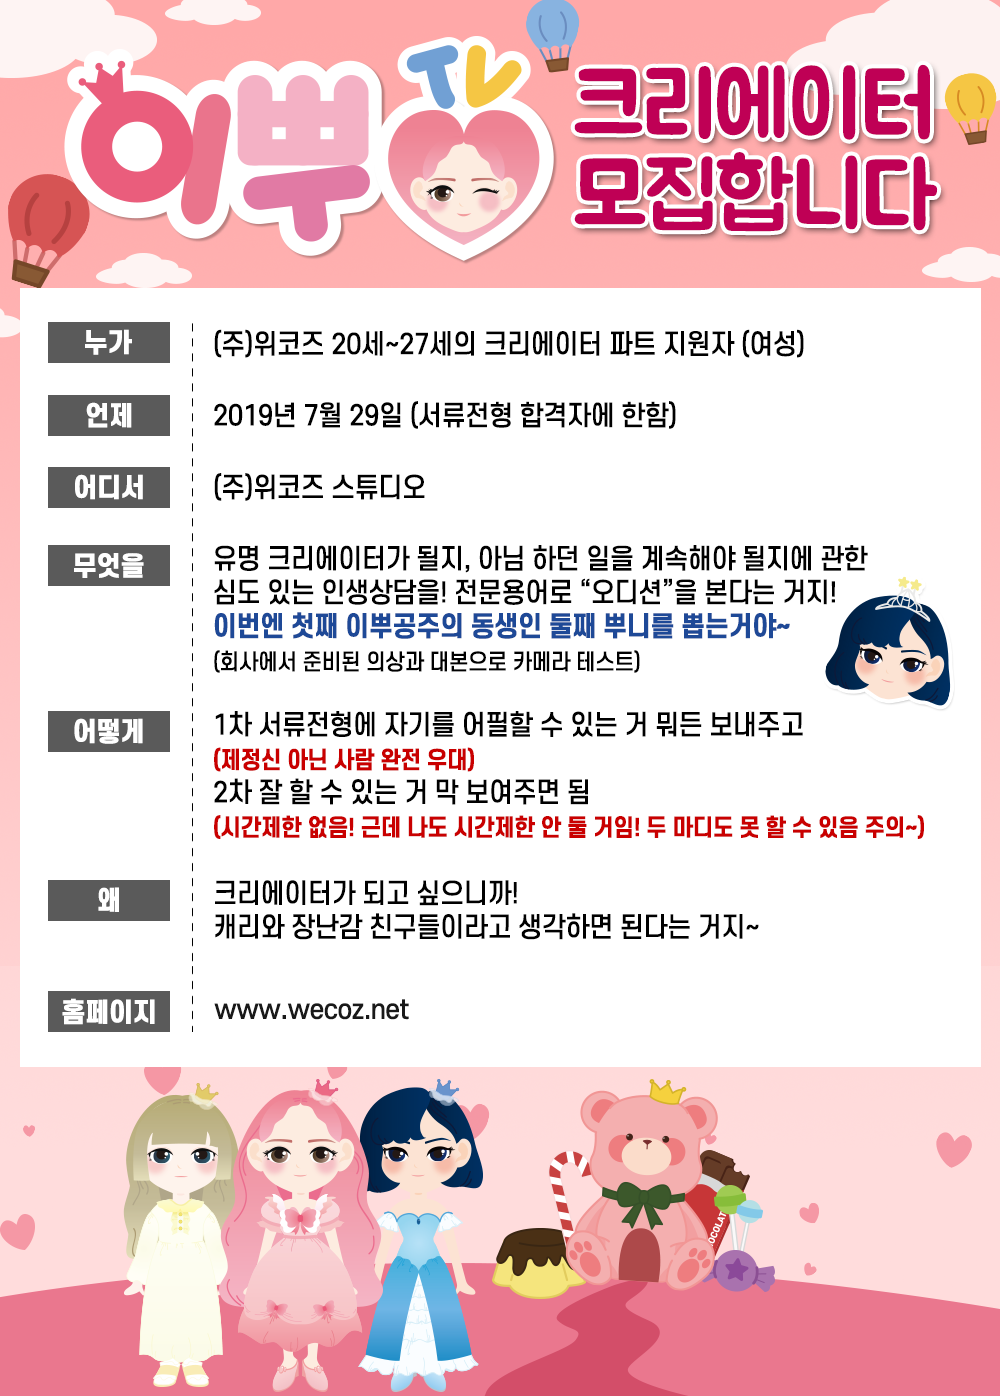 이쁘TV
크리에이터
모집합니다
누가
(주)위코즈 20세~27세의 크리에이터 파트 지원자 (여성)
언제
2019년 7월 29일 (서류전형 합격자에 한함)
어디서
(주)위코즈 스튜디오
무엇을
유명 크리에이터가 될지, 아님 하던 일을 계속해야 될지에 관한
심도 있는 인생상담을! 전문용어로 “오디션”을 본다는 거지!
이번엔 첫째 이뿌공주의 동생인 둘째 뿌니를 뽑는거야~
(회사에서 준비된 의상과 대본으로 카메라 테스트)
어떻게
1차 서류전형에 자기를 어필할 수 있는 거 뭐든 보내주고
(제정신 아닌 사람 완전 우대)
2차 잘 할 수 있는 거 막 보여주면 됨
(시간제한 없음! 근데 나도 시간제한 안 둘 거임! 두 마디도 못 할 수 있음 주의~)
왜
크리에이터가 되고 싶으니까!
캐리와 장난감 친구들이라고 생각하면 된다는 거지~
홈페이지
www.wecoz.net